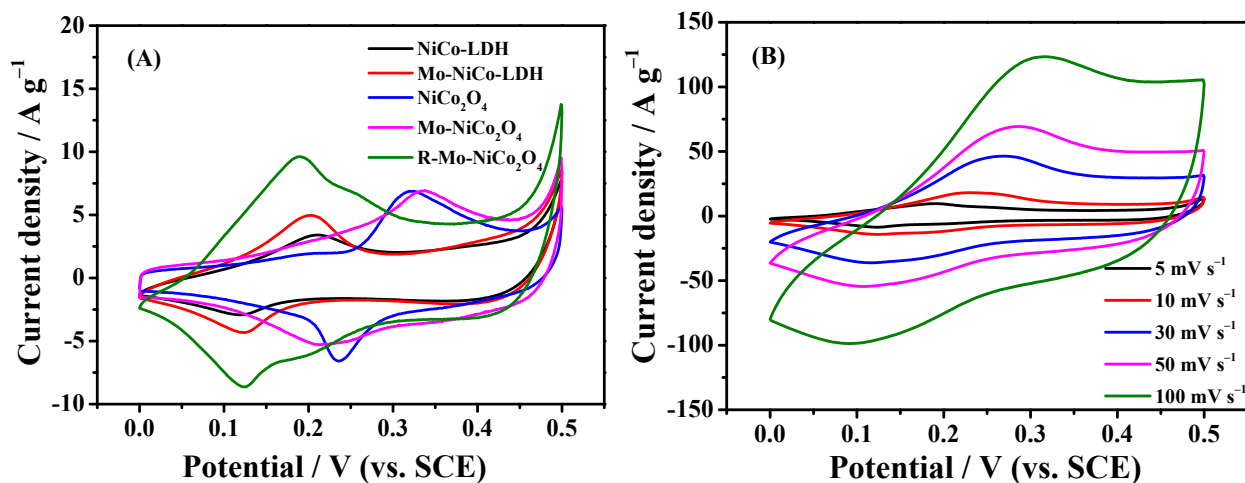 (A)
NiCo-LDH
Mo-NiCo-LDH
NiCo₂O₄
Mo-NiCo₂O₄
R-Mo-NiCo₂O₄
Current density / A g⁻¹
20
15
10
5
0
-5
-10
0.0 0.1 0.2 0.3 0.4 0.5
Potential / V (vs. SCE)
(B)
Current density / A g⁻¹
150
100
50
0
-50
-100
-150
5 mV s⁻¹
10 mV s⁻¹
30 mV s⁻¹
50 mV s⁻¹
100 mV s⁻¹
0.0 0.1 0.2 0.3 0.4 0.5
Potential / V (vs. SCE)